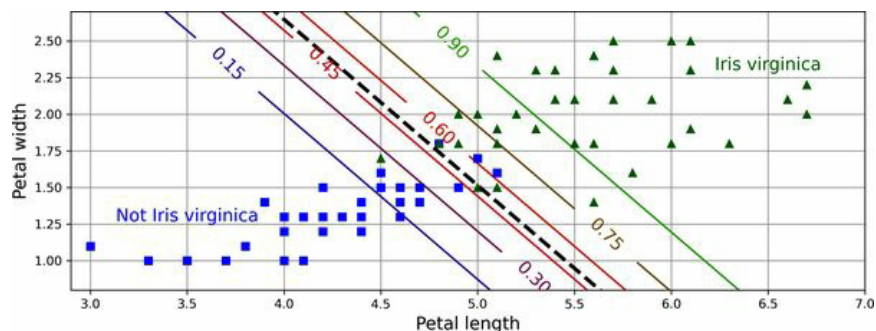 2.50
2.25
2.00
1.75
1.50
1.25
1.00
Petal width
0.15
0.45
0.90
0.60
0.75
0.30
Iris virginica
Not Iris virginica
3.0 3.5 4.0 4.5 5.0 5.5 6.0 6.5 7.0
Petal length